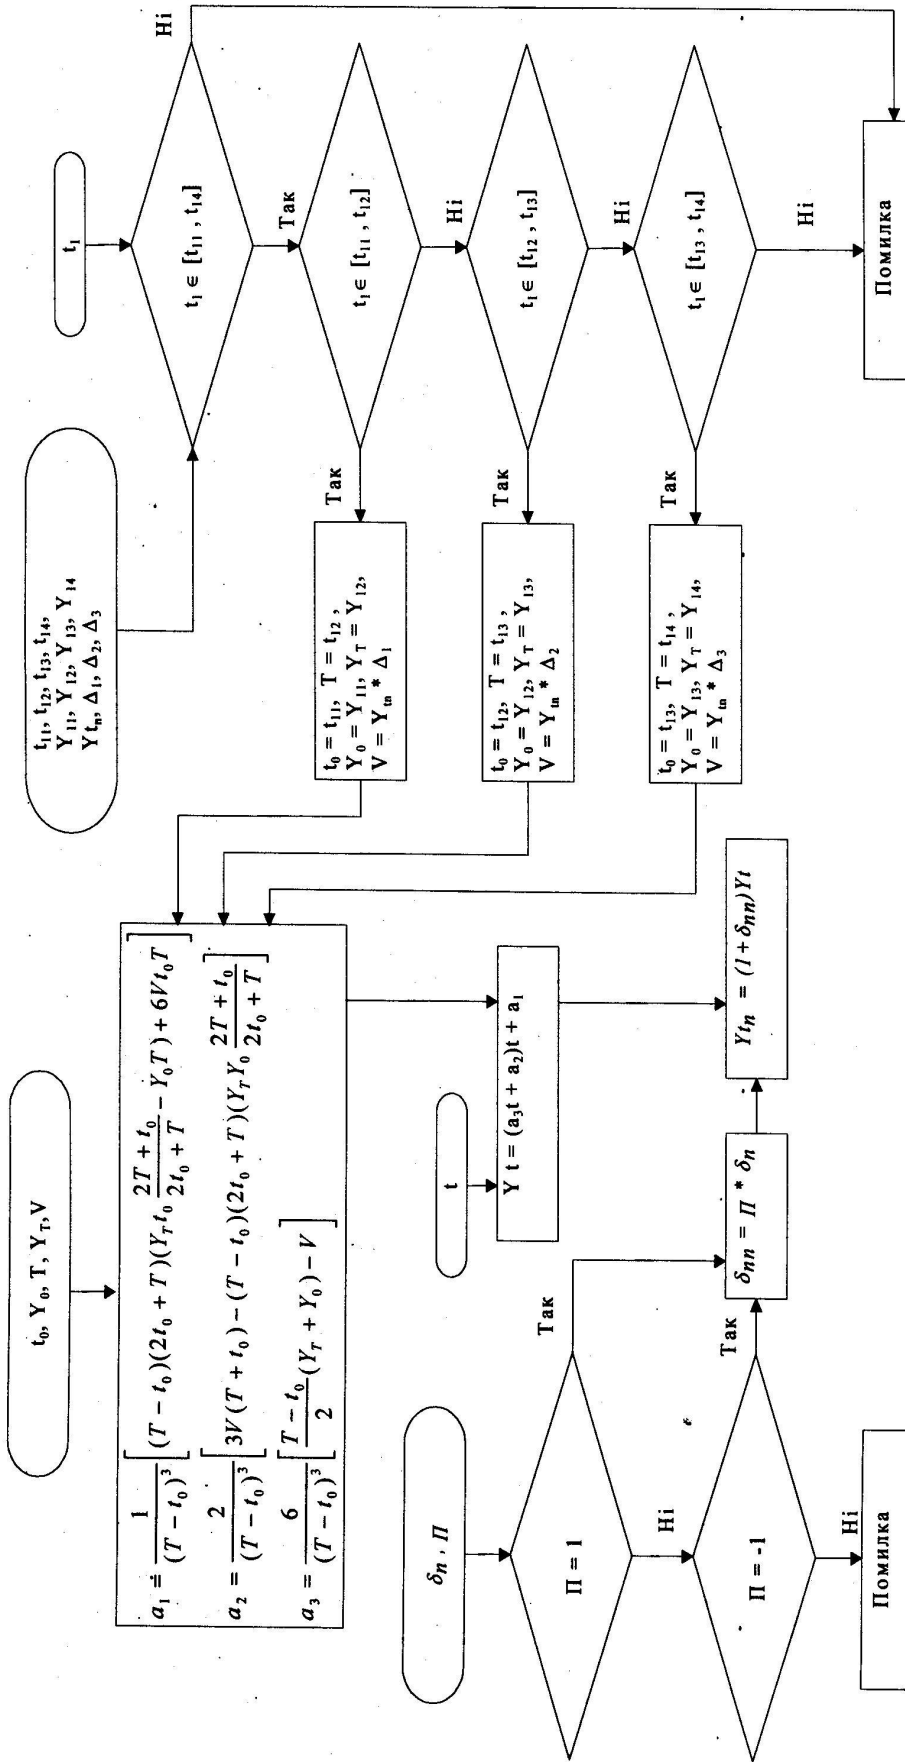 t₀, Y₀, T, Y_T, V
a₁ = 1/(T − t₀)³ [(T − t₀)(2t₀ + T)(Y_T t₀ (2T + t₀)/(2t₀ + T) − Y₀T) + 6Vt₀T]
a₂ = 2/(T − t₀)³ [3V(T + t₀) − (T − t₀)(2t₀ + T)(Y_T Y₀ (2T + t₀)/(2t₀ + T)]
a₃ = 6/(T − t₀)³ [(T − t₀)/2 (Y_T + Y₀) − V]
t₁₁, t₁₂, t₁₃, t₁₄,
Y₁₁, Y₁₂, Y₁₃, Y₁₄
Yt_n, Δ₁, Δ₂, Δ₃
t₁
t₁ ∈ [t₁₁ , t₁₄]
Ні
Так
t₁ ∈ [t₁₁ , t₁₂]
Так
Ні
t₀ = t₁₁, T = t₁₂ ,
Y₀ = Y₁₁, Y_T = Y₁₂,
V = Y_tn * Δ₁
t₁ ∈ [t₁₂ , t₁₃]
Так
Ні
t₀ = t₁₂, T = t₁₃ ,
Y₀ = Y₁₂, Y_T = Y₁₃,
V = Y_tn * Δ₂
t₁ ∈ [t₁₃ , t₁₄]
Так
Ні
t₀ = t₁₃, T = t₁₄ ,
Y₀ = Y₁₃, Y_T = Y₁₄,
V = Y_tn * Δ₃
Помилка
t
Y t = (a₃t + a₂)t + a₁
δ_n , П
П = 1
Так
Ні
П = -1
Так
Ні
δ_nn = П * δ_n
Yt_n = (1 + δ_nn)Yt
Помилка